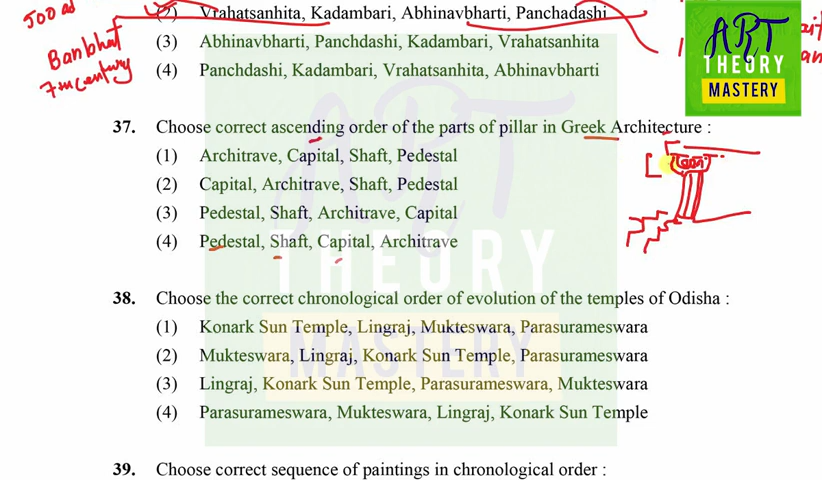 500 ad
(2) Vrahatsanhita, Kadambari, Abhinavbharti, Panchadashi
Banbhat
7th century
(3) Abhinavbharti, Panchdashi, Kadambari, Vrahatsanhita
(4) Panchdashi, Kadambari, Vrahatsanhita, Abhinavbharti
ART
THEORY
MASTERY
37. Choose correct ascending order of the parts of pillar in Greek Architecture :
(1) Architrave, Capital, Shaft, Pedestal
(2) Capital, Architrave, Shaft, Pedestal
(3) Pedestal, Shaft, Architrave, Capital
(4) Pedestal, Shaft, Capital, Architrave
ART
THEORY
MASTERY
38. Choose the correct chronological order of evolution of the temples of Odisha :
(1) Konark Sun Temple, Lingraj, Mukteswara, Parasurameswara
(2) Mukteswara, Lingraj, Konark Sun Temple, Parasurameswara
(3) Lingraj, Konark Sun Temple, Parasurameswara, Mukteswara
(4) Parasurameswara, Mukteswara, Lingraj, Konark Sun Temple
39. Choose correct sequence of paintings in chronological order :